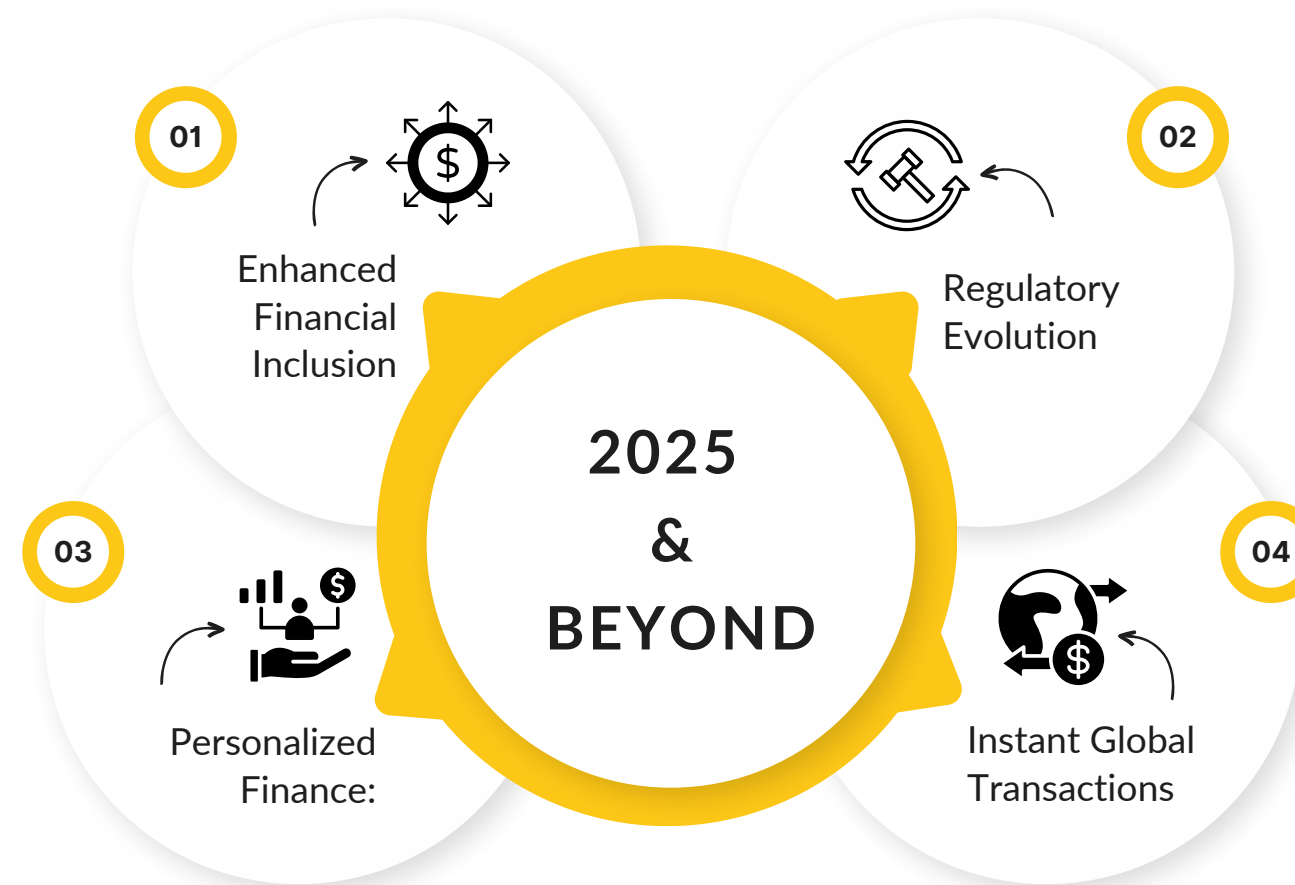 01
$
Enhanced
Financial
Inclusion
02
Regulatory
Evolution
2025
&
BEYOND
03
$
Personalized
Finance:
04
$
Instant Global
Transactions